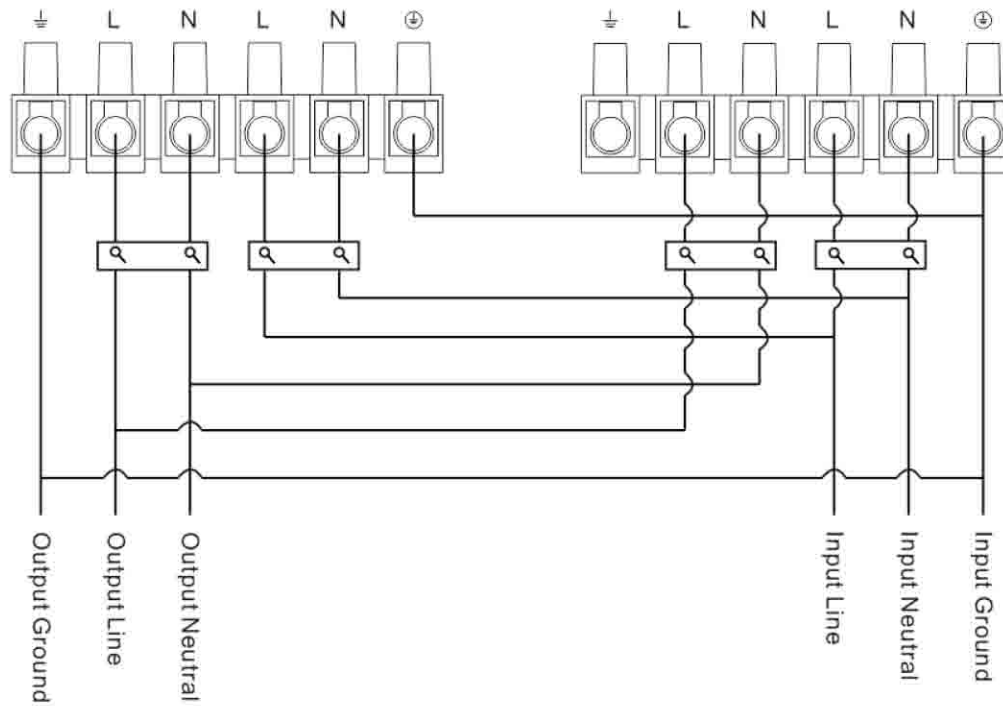 L N L N
L N L N
Output Ground
Output Line
Output Neutral
Input Line
Input Neutral
Input Ground